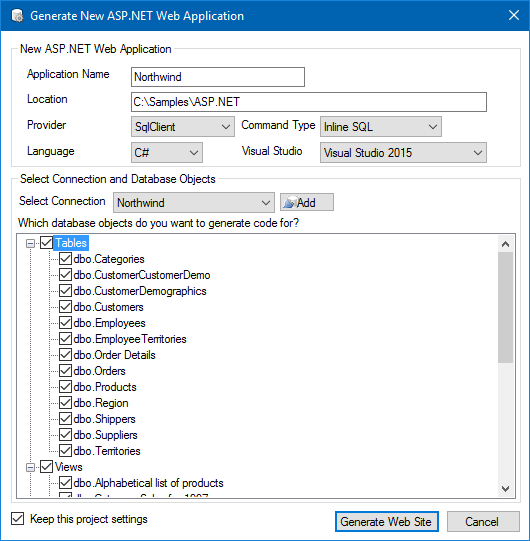 Generate New ASP.NET Web Application
New ASP.NET Web Application
Application Name Northwind
Location C:\Samples\ASP.NET
Provider SqlClient Command Type Inline SQL
Language C# Visual Studio Visual Studio 2015
Select Connection and Database Objects
Select Connection Northwind Add
Which database objects do you want to generate code for?
Tables
dbo.Categories
dbo.CustomerCustomerDemo
dbo.CustomerDemographics
dbo.Customers
dbo.Employees
dbo.EmployeeTerritories
dbo.Order Details
dbo.Orders
dbo.Products
dbo.Region
dbo.Shippers
dbo.Suppliers
dbo.Territories
Views
dbo.Alphabetical list of products
Keep this project settings Generate Web Site Cancel